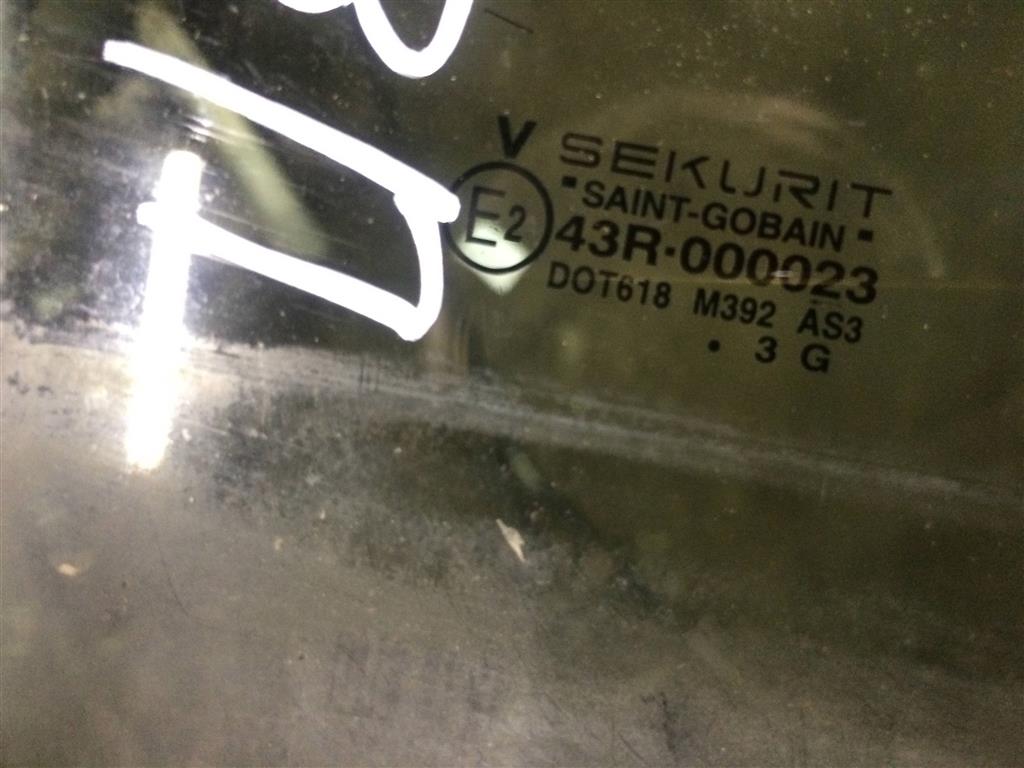 V SEKURIT
E2 SAINT-GOBAIN
43R-000023
DOT618 M392 AS3
. 3 G